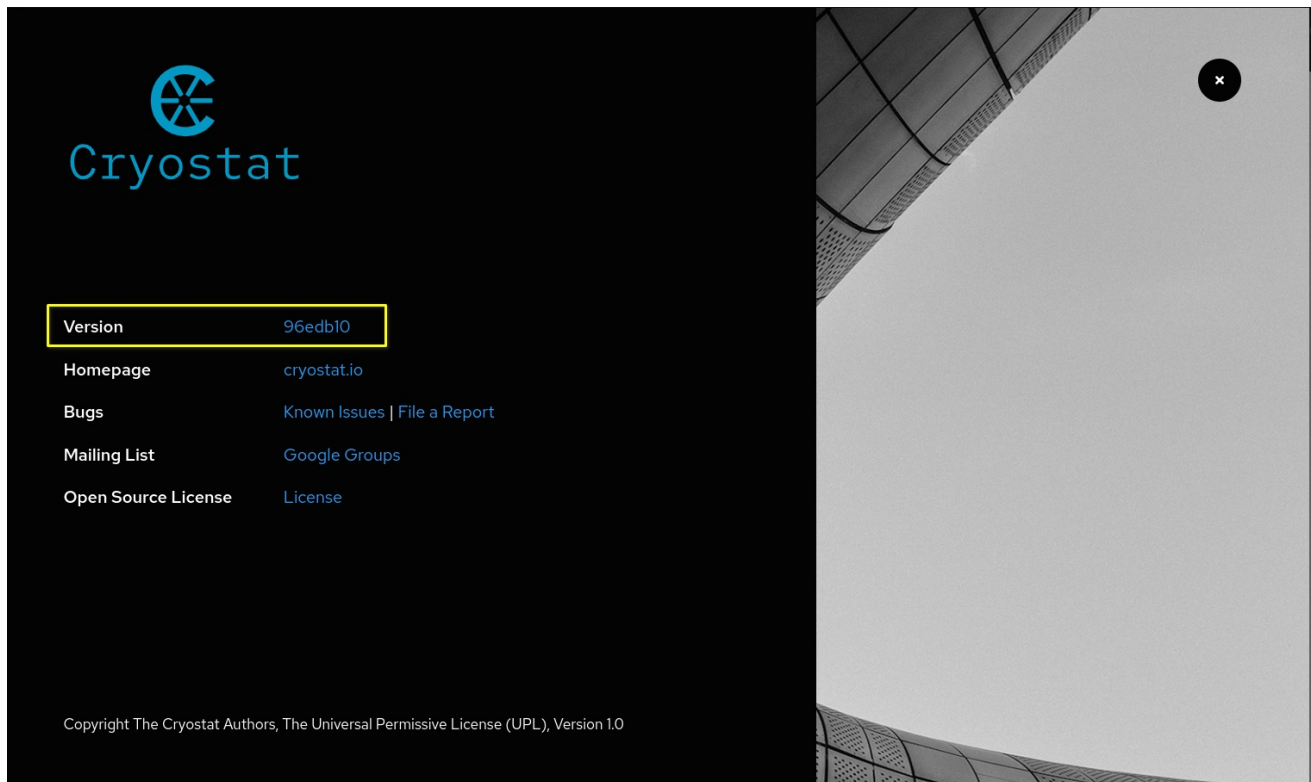 Cryostat
Version 96edb10
Homepage cryostat.io
Bugs Known Issues | File a Report
Mailing List Google Groups
Open Source License License
Copyright The Cryostat Authors, The Universal Permissive License (UPL), Version 1.0